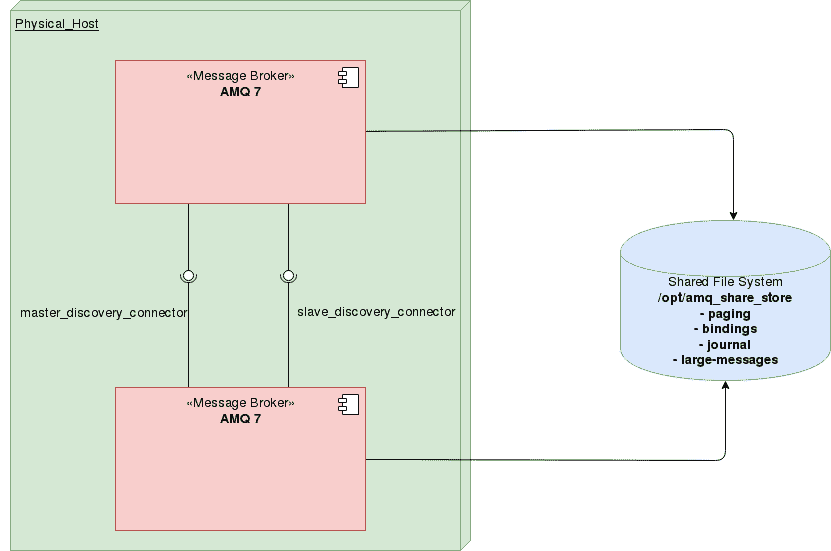 Physical_Host
«Message Broker»
AMQ 7
master_discovery_connector
slave_discovery_connector
«Message Broker»
AMQ 7
Shared File System
/opt/amq_share_store
- paging
- bindings
- journal
- large-messages